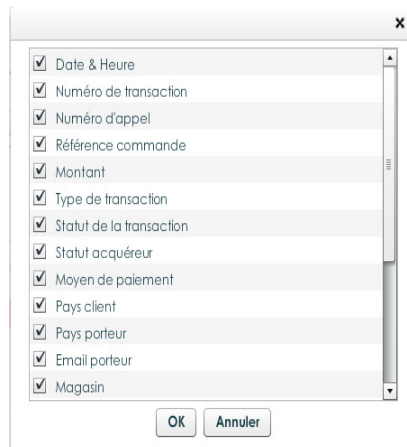 Date & Heure
Numéro de transaction
Numéro d'appel
Référence commande
Montant
Type de transaction
Statut de la transaction
Statut acquéreur
Moyen de paiement
Pays client
Pays porteur
Email porteur
Magasin
OK Annuler